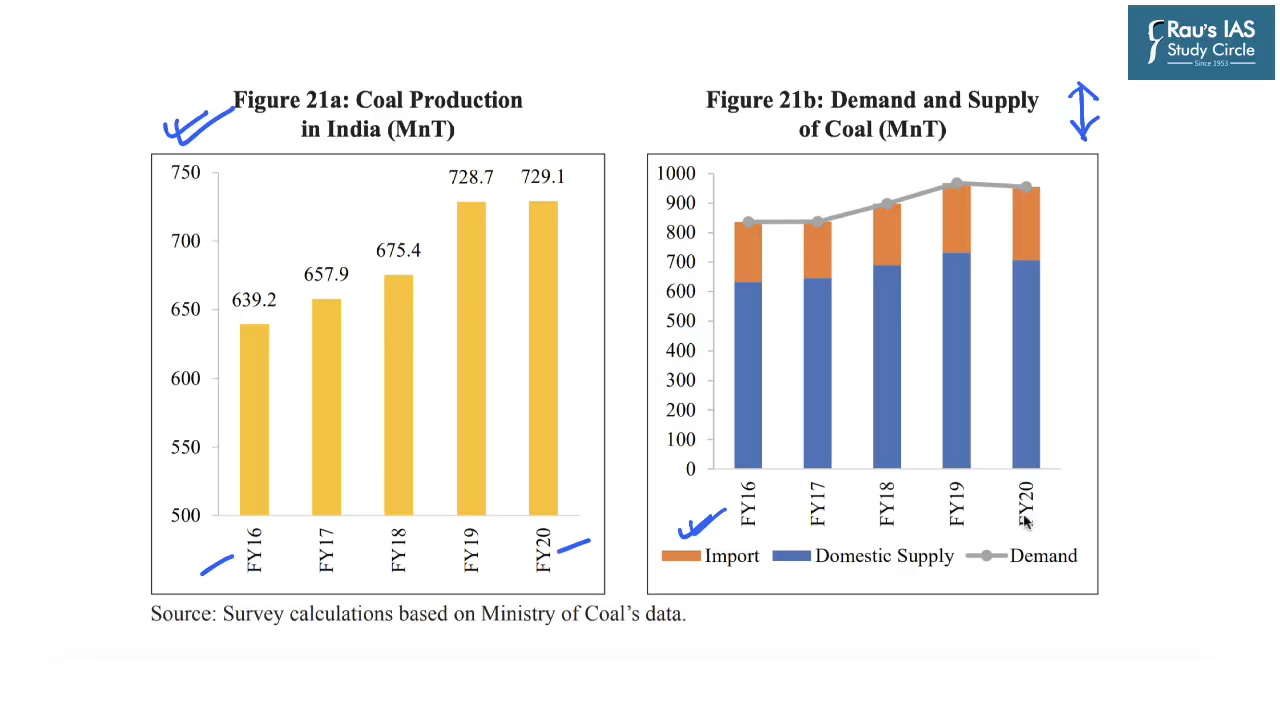 Rau's IAS
Study Circle
Since 1953
Figure 21a: Coal Production
in India (MnT)
750
700
650
600
550
500
639.2
657.9
675.4
728.7
729.1
FY16
FY17
FY18
FY19
FY20
Figure 21b: Demand and Supply
of Coal (MnT)
1000
900
800
700
600
500
400
300
200
100
0
FY16
FY17
FY18
FY19
FY20
Import Domestic Supply Demand
Source: Survey calculations based on Ministry of Coal's data.